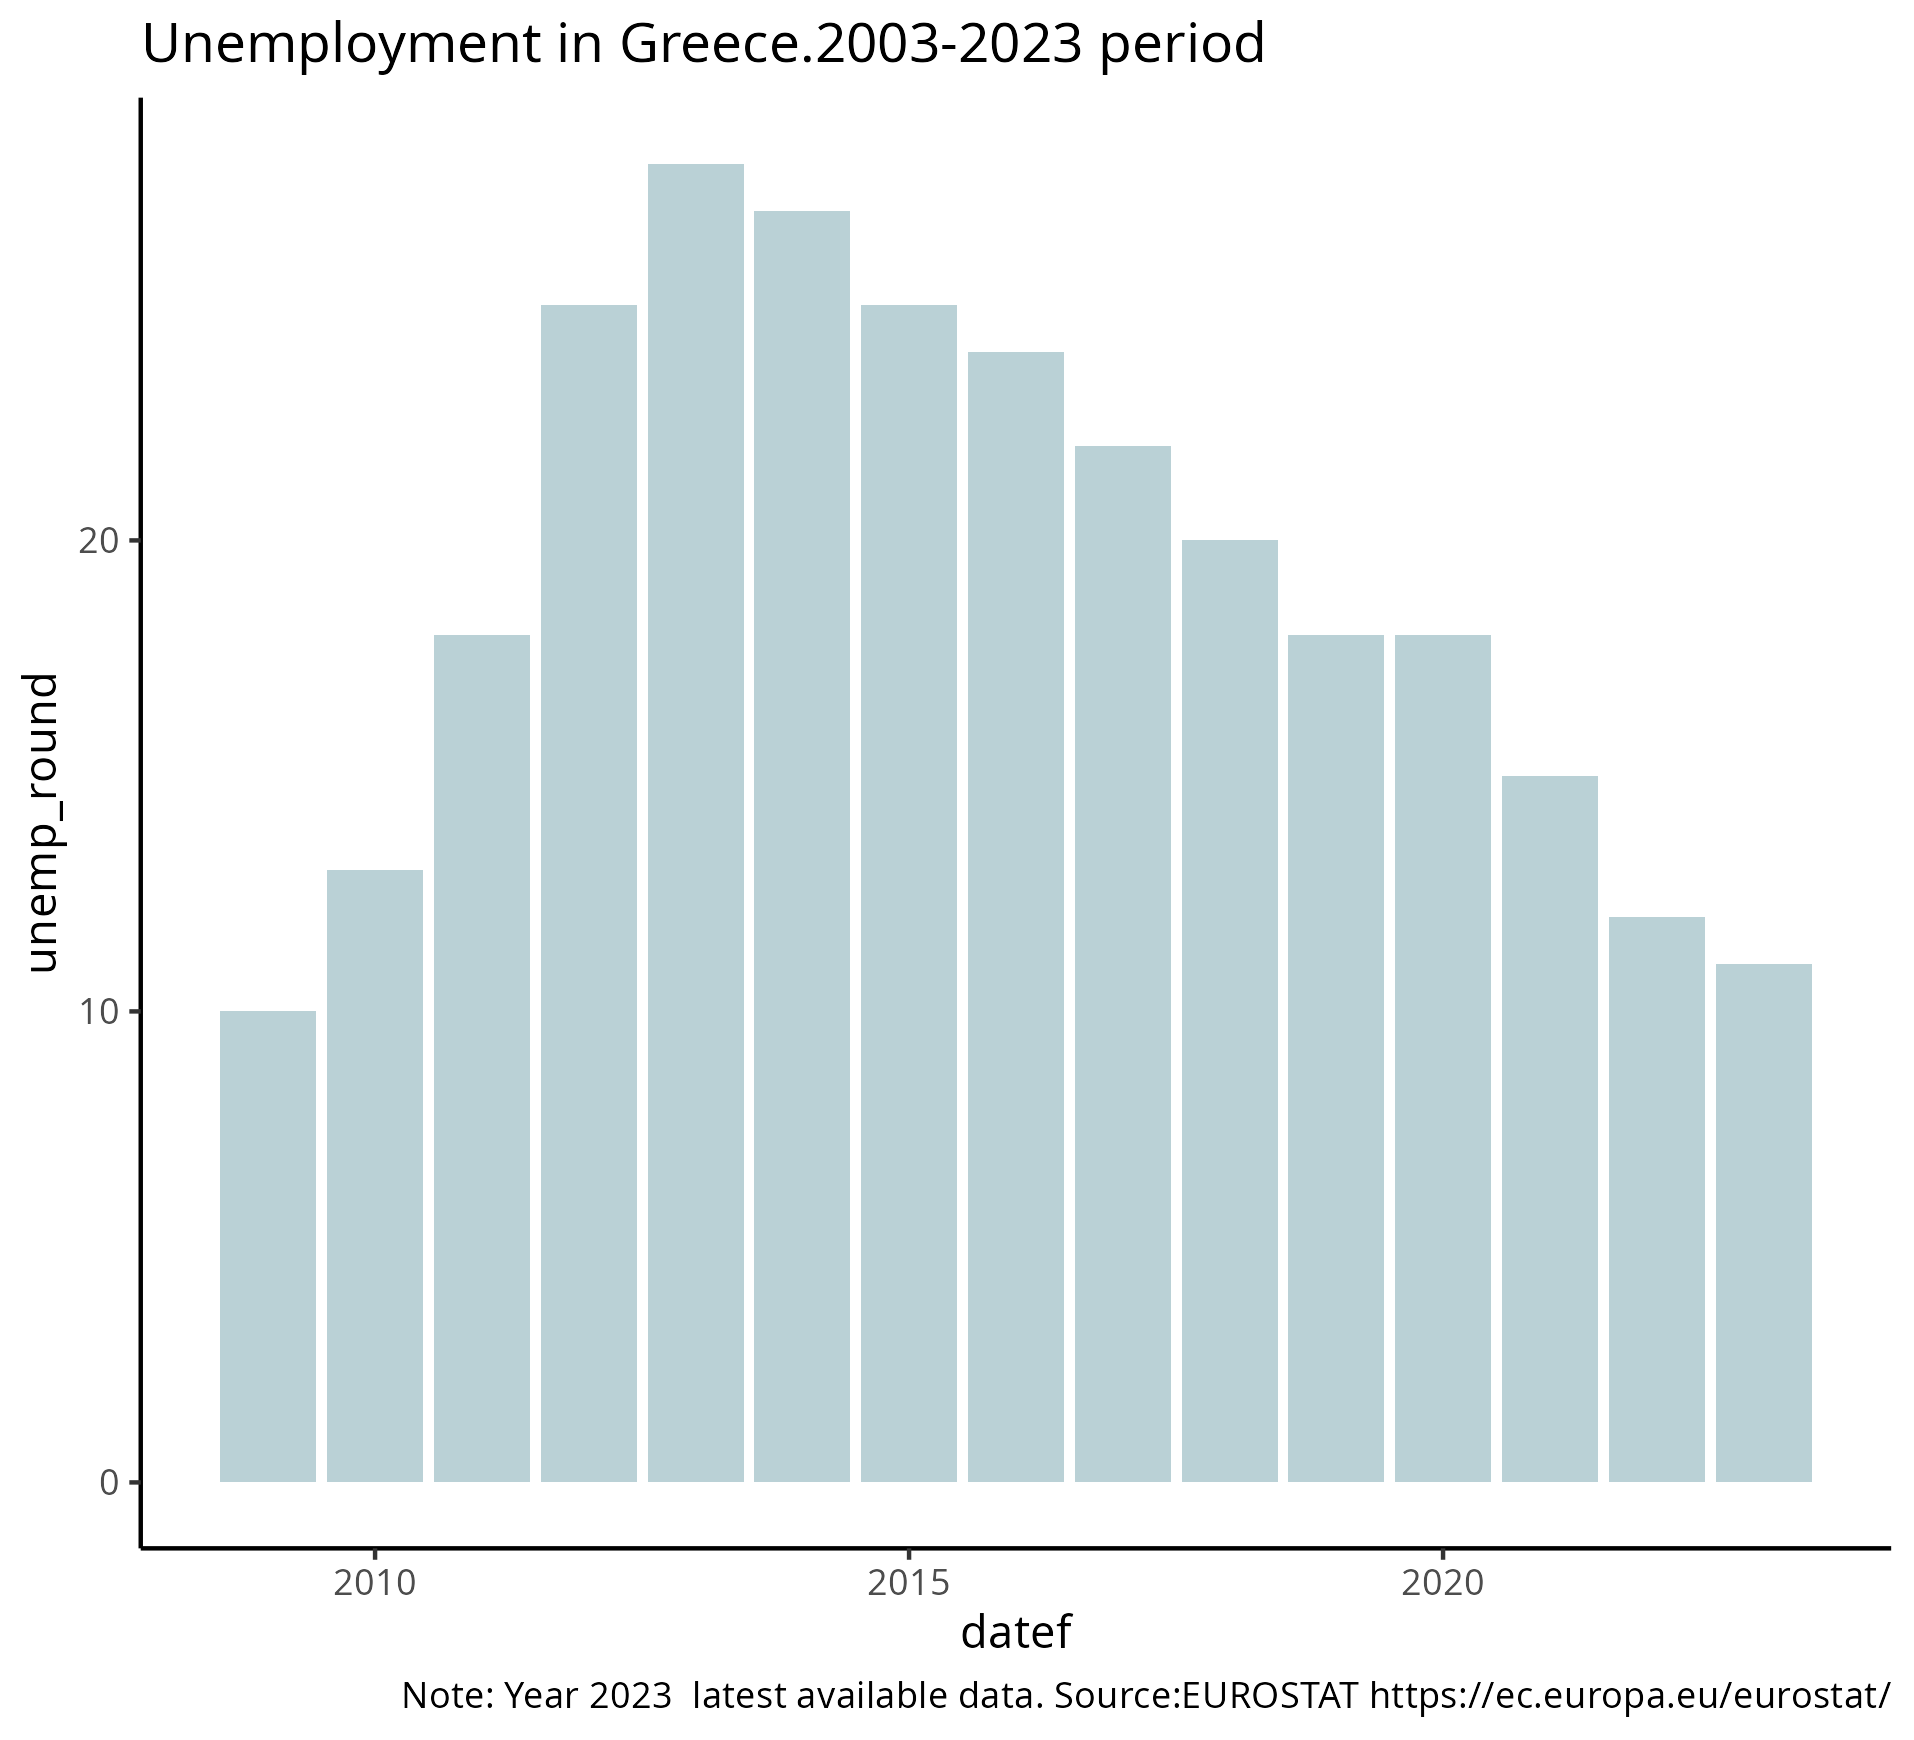 Unemployment in Greece.2003-2023 period
unemp_round
20
10
0
2010 2015 2020
datef
Note: Year 2023  latest available data. Source:EUROSTAT https://ec.europa.eu/eurostat/